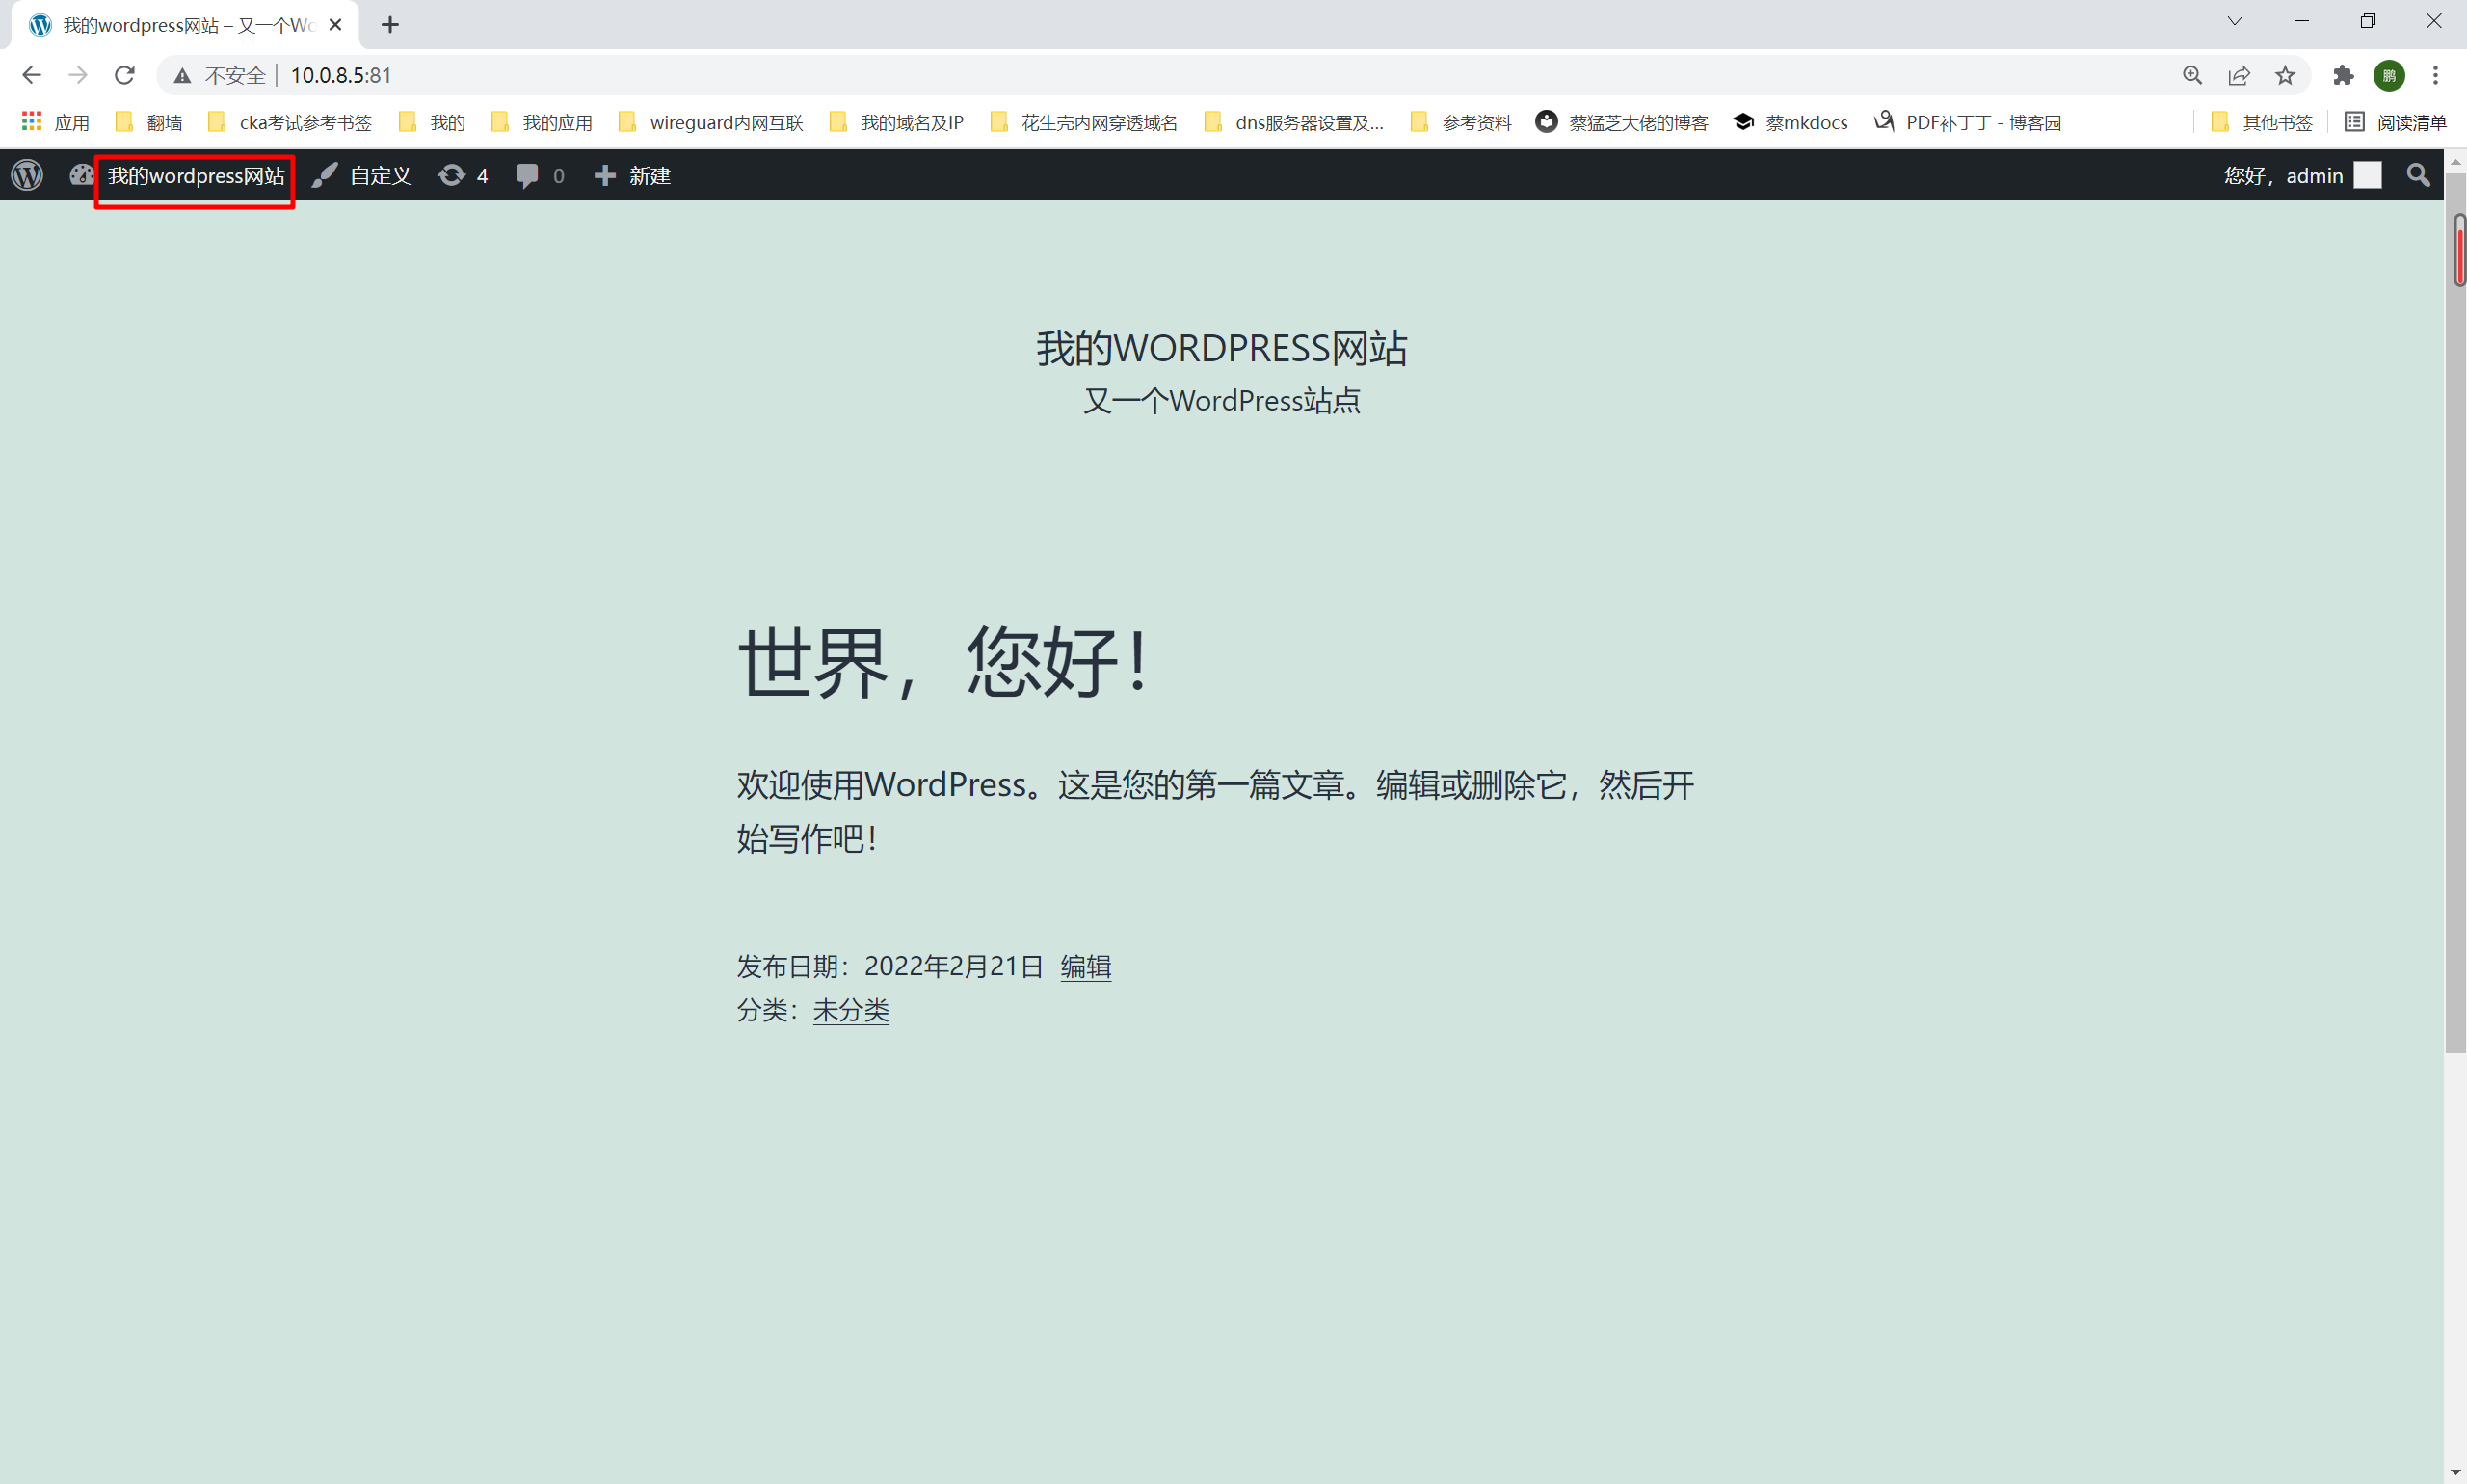 我的wordpress网站 – 又一个Wo
不安全 10.0.8.5:81
应用 翻墙 cka考试参考书签 我的 我的应用 wireguard内网互联 我的域名及IP 花生壳内网穿透域名 dns服务器设置及... 参考资料 蔡猛芝大佬的博客 蔡mkdocs PDF补丁丁 - 博客园 其他书签 阅读清单
鹏
我的wordpress网站 自定义 4 0 新建 您好，admin
我的WORDPRESS网站
又一个WordPress站点
世界，您好！
欢迎使用WordPress。这是您的第一篇文章。编辑或删除它，然后开
始写作吧！
发布日期：2022年2月21日 编辑
分类：未分类